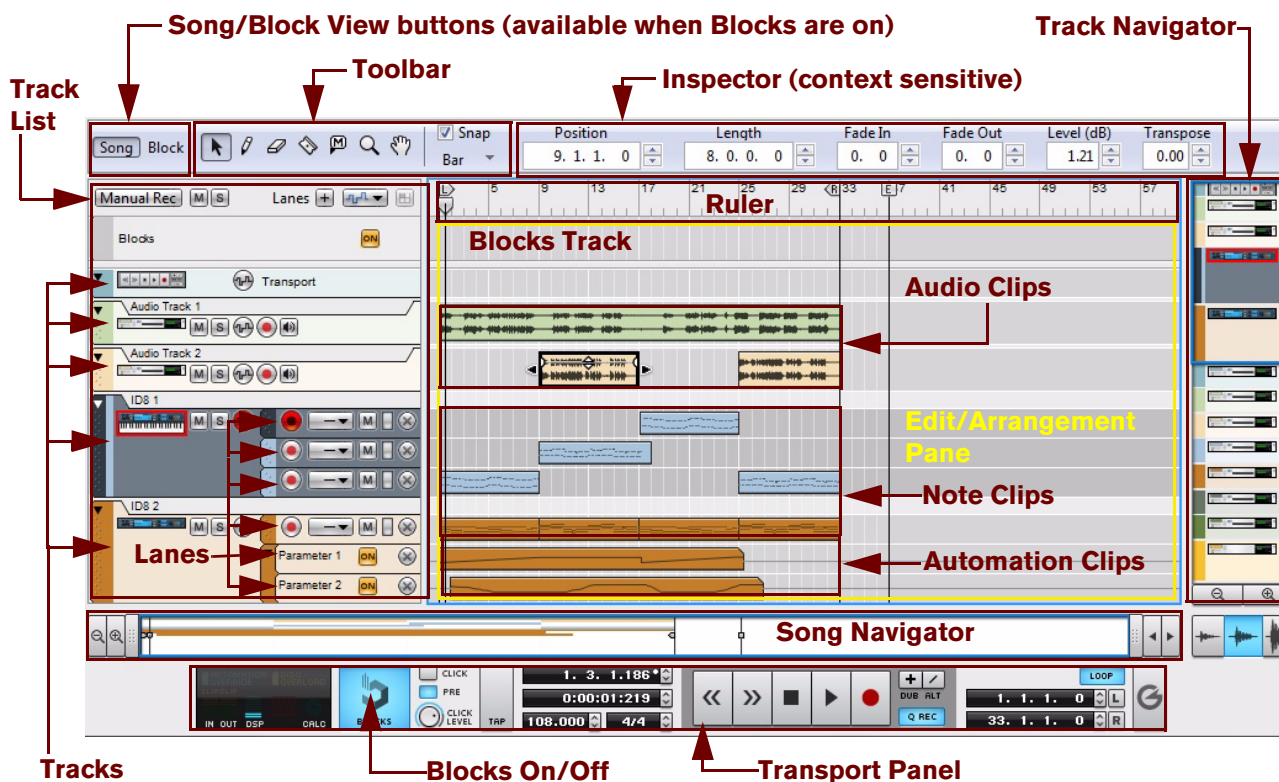 Song/Block View buttons (available when Blocks are on)
Track Navigator
Toolbar
Inspector (context sensitive)
Track
List
Song Block
Snap
Bar
Position
9. 1. 1. 0
Length
8. 0. 0. 0
Fade In
0. 0
Fade Out
0. 0
Level (dB)
1.21
Transpose
0.00
Manual Rec M S Lanes +
L 5 9 13 17 21 25 29 R 33 E 7 41 45 49 53 57
Ruler
Blocks ON
Blocks Track
Transport
Audio Clips
Audio Track 1
M S
Audio Track 2
M S
ID8 1
M S M
M
M
Edit/Arrangement
Pane
Note Clips
ID8 2
M S M
Lanes
Parameter 1 ON
Automation Clips
Parameter 2 ON
Song Navigator
IN OUT DSP CALC
BLOCKS
CLICK
PRE
CLICK
LEVEL
TAP
1. 3. 1.186
0:00:01:219
108.000 4/4
DUB ALT
Q REC
LOOP
1. 1. 1. 0 L
33. 1. 1. 0 R
Tracks
Blocks On/Off
Transport Panel